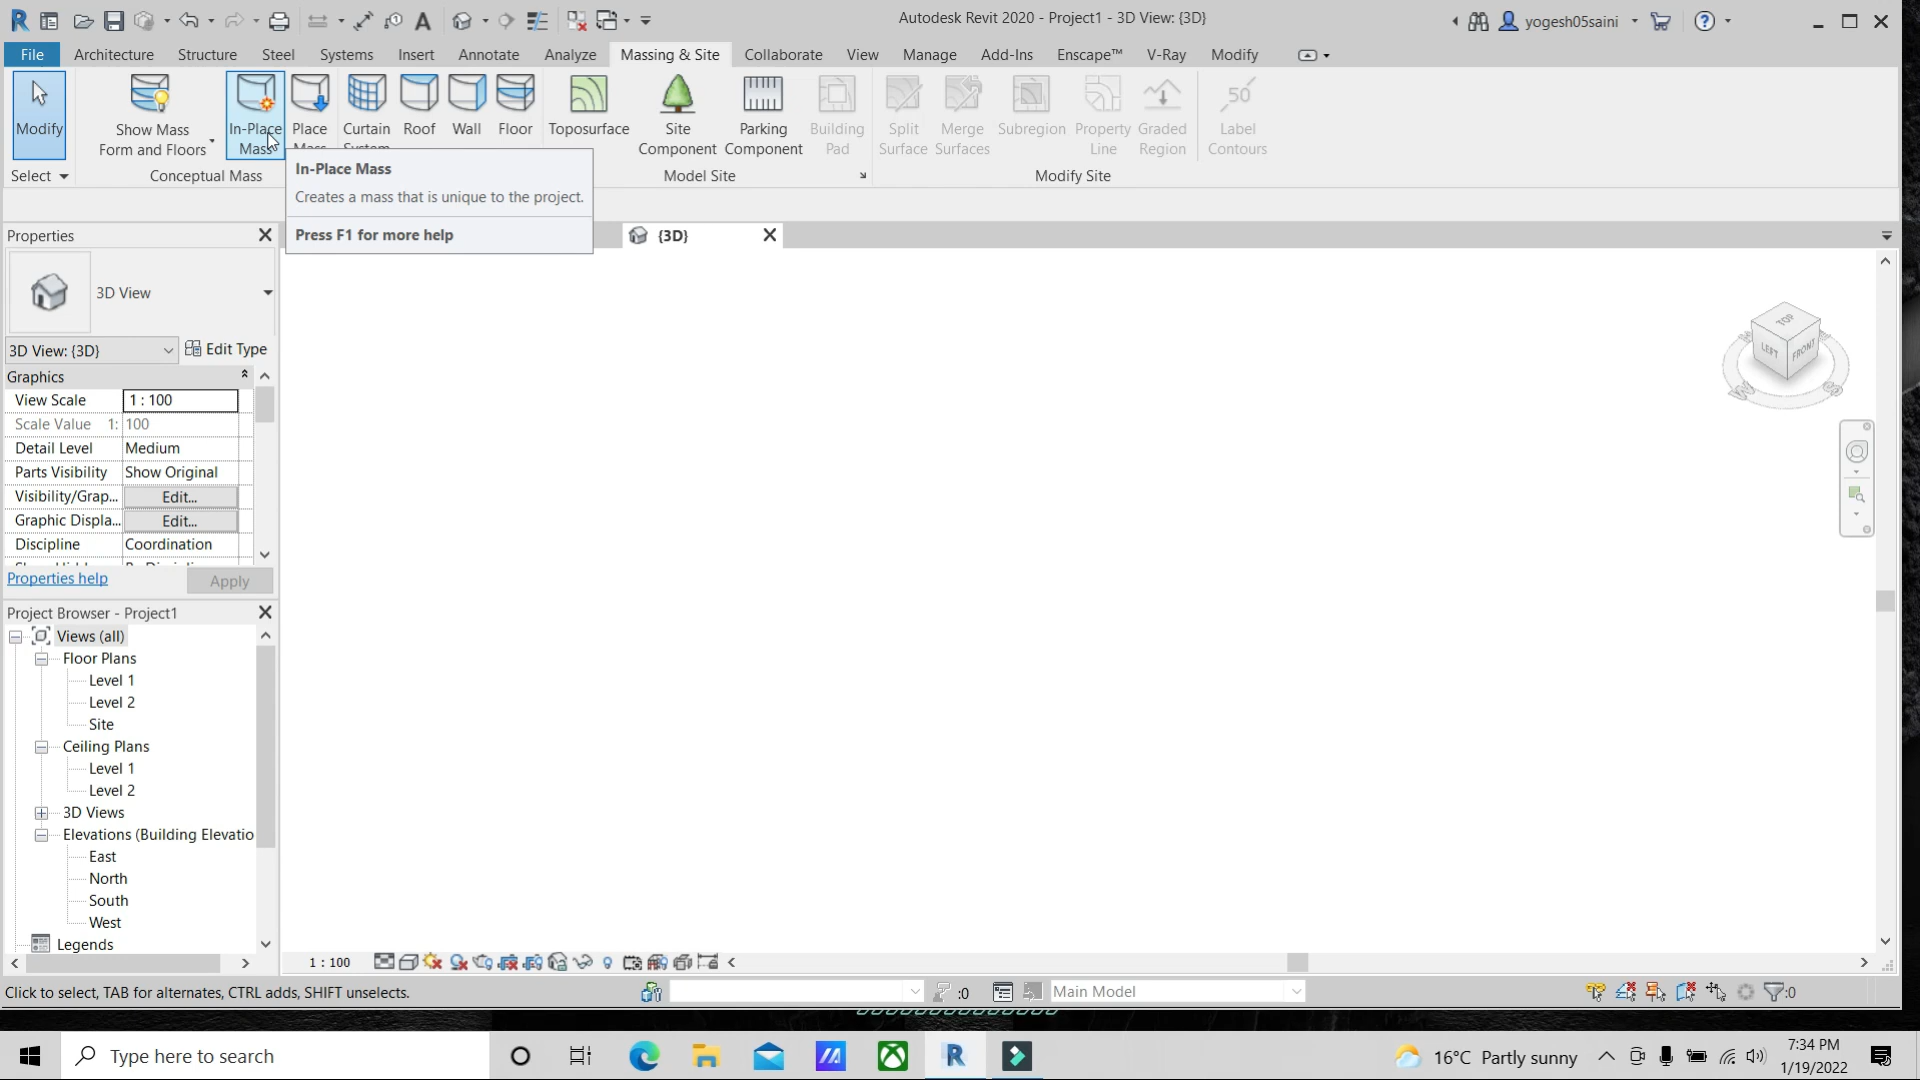 Autodesk Revit 2020 - Project1 - 3D View: {3D}
yogesh05saini
File Architecture Structure Steel Systems Insert Annotate Analyze Massing & Site Collaborate View Manage Add-Ins Enscape™ V-Ray Modify
Modify
Show Mass
Form and Floors
In-Place
Mass
Place
Mass
Curtain
System
Roof
Wall
Floor
Toposurface
Site
Component
Parking
Component
Building
Pad
Split
Surface
Merge
Surfaces
Subregion
Property
Line
Graded
Region
50
Label
Contours
Select
Conceptual Mass
Model Site
Modify Site
In-Place Mass
Creates a mass that is unique to the project.
Press F1 for more help
Properties
{3D}
3D View
3D View: {3D}
Edit Type
Graphics
View Scale 1 : 100
Scale Value 1: 100
Detail Level Medium
Parts Visibility Show Original
Visibility/Grap... Edit...
Graphic Displa... Edit...
Discipline Coordination
Properties help
Apply
TOP
LEFT
FRONT
W
S
Project Browser - Project1
Views (all)
Floor Plans
Level 1
Level 2
Site
Ceiling Plans
Level 1
Level 2
3D Views
Elevations (Building Elevatio
East
North
South
West
Legends
1 : 100
Click to select, TAB for alternates, CTRL adds, SHIFT unselects.
:0
Main Model
:0
Type here to search
16°C Partly sunny
7:34 PM
1/19/2022